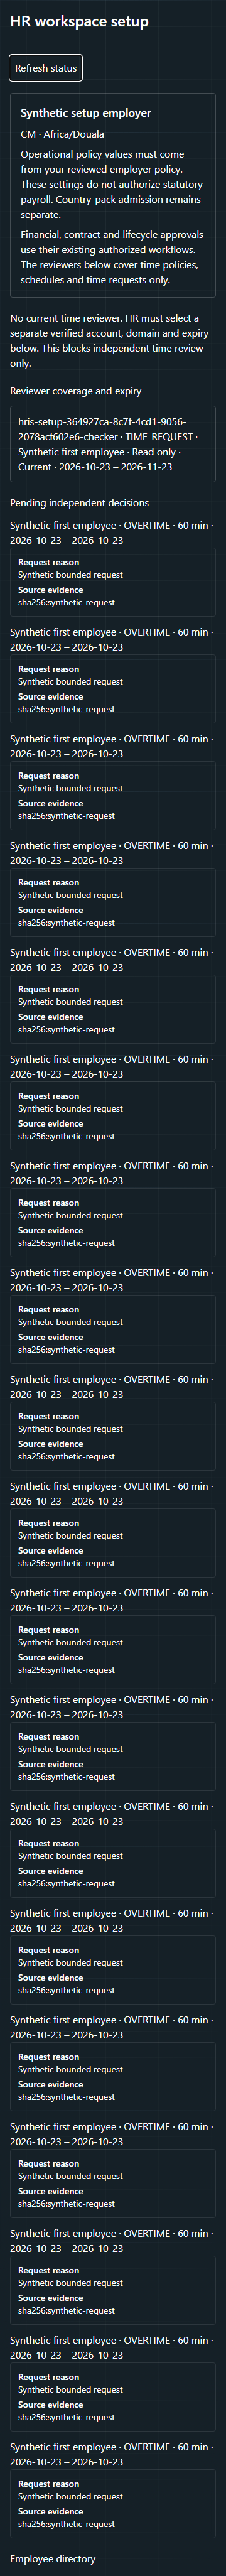 HR workspace setup
Refresh status
Synthetic setup employer
CM · Africa/Douala
Operational policy values must come
from your reviewed employer policy.
These settings do not authorize statutory
payroll. Country-pack admission remains
separate.
Financial, contract and lifecycle approvals
use their existing authorized workflows.
The reviewers below cover time policies,
schedules and time requests only.
No current time reviewer. HR must select a
separate verified account, domain and expiry
below. This blocks independent time review
only.
Reviewer coverage and expiry
hris-setup-364927ca-8c7f-4cd1-9056-
2078acf602e6-checker · TIME_REQUEST ·
Synthetic first employee · Read only ·
Current · 2026-10-23 – 2026-11-23
Pending independent decisions
Synthetic first employee · OVERTIME · 60 min ·
2026-10-23 – 2026-10-23
Request reason
Synthetic bounded request
Source evidence
sha256:synthetic-request
Synthetic first employee · OVERTIME · 60 min ·
2026-10-23 – 2026-10-23
Request reason
Synthetic bounded request
Source evidence
sha256:synthetic-request
Synthetic first employee · OVERTIME · 60 min ·
2026-10-23 – 2026-10-23
Request reason
Synthetic bounded request
Source evidence
sha256:synthetic-request
Synthetic first employee · OVERTIME · 60 min ·
2026-10-23 – 2026-10-23
Request reason
Synthetic bounded request
Source evidence
sha256:synthetic-request
Synthetic first employee · OVERTIME · 60 min ·
2026-10-23 – 2026-10-23
Request reason
Synthetic bounded request
Source evidence
sha256:synthetic-request
Synthetic first employee · OVERTIME · 60 min ·
2026-10-23 – 2026-10-23
Request reason
Synthetic bounded request
Source evidence
sha256:synthetic-request
Synthetic first employee · OVERTIME · 60 min ·
2026-10-23 – 2026-10-23
Request reason
Synthetic bounded request
Source evidence
sha256:synthetic-request
Synthetic first employee · OVERTIME · 60 min ·
2026-10-23 – 2026-10-23
Request reason
Synthetic bounded request
Source evidence
sha256:synthetic-request
Synthetic first employee · OVERTIME · 60 min ·
2026-10-23 – 2026-10-23
Request reason
Synthetic bounded request
Source evidence
sha256:synthetic-request
Synthetic first employee · OVERTIME · 60 min ·
2026-10-23 – 2026-10-23
Request reason
Synthetic bounded request
Source evidence
sha256:synthetic-request
Synthetic first employee · OVERTIME · 60 min ·
2026-10-23 – 2026-10-23
Request reason
Synthetic bounded request
Source evidence
sha256:synthetic-request
Synthetic first employee · OVERTIME · 60 min ·
2026-10-23 – 2026-10-23
Request reason
Synthetic bounded request
Source evidence
sha256:synthetic-request
Synthetic first employee · OVERTIME · 60 min ·
2026-10-23 – 2026-10-23
Request reason
Synthetic bounded request
Source evidence
sha256:synthetic-request
Synthetic first employee · OVERTIME · 60 min ·
2026-10-23 – 2026-10-23
Request reason
Synthetic bounded request
Source evidence
sha256:synthetic-request
Synthetic first employee · OVERTIME · 60 min ·
2026-10-23 – 2026-10-23
Request reason
Synthetic bounded request
Source evidence
sha256:synthetic-request
Synthetic first employee · OVERTIME · 60 min ·
2026-10-23 – 2026-10-23
Request reason
Synthetic bounded request
Source evidence
sha256:synthetic-request
Synthetic first employee · OVERTIME · 60 min ·
2026-10-23 – 2026-10-23
Request reason
Synthetic bounded request
Source evidence
sha256:synthetic-request
Synthetic first employee · OVERTIME · 60 min ·
2026-10-23 – 2026-10-23
Request reason
Synthetic bounded request
Source evidence
sha256:synthetic-request
Synthetic first employee · OVERTIME · 60 min ·
2026-10-23 – 2026-10-23
Request reason
Synthetic bounded request
Source evidence
sha256:synthetic-request
Employee directory